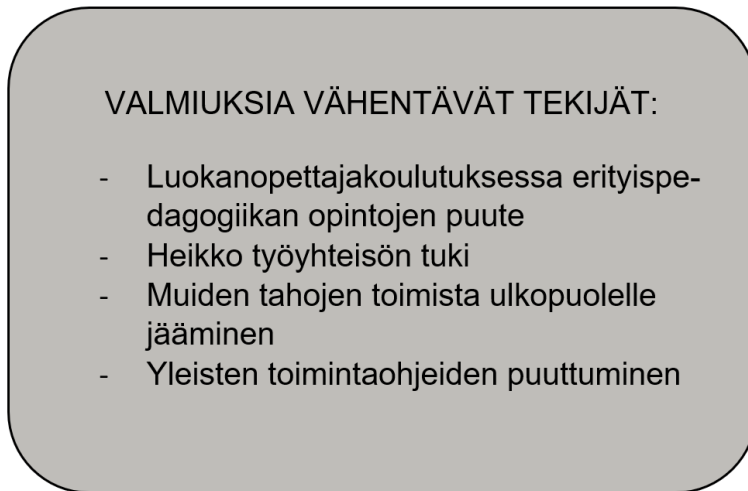 VALMIUKSIA VÄHENTÄVÄT TEKIJÄT:
- Luokanopettajakoulutuksessa erityispe-
dagogiikan opintojen puute
- Heikko työyhteisön tuki
- Muiden tahojen toimista ulkopuolelle
jääminen
- Yleisten toimintaohjeiden puuttuminen